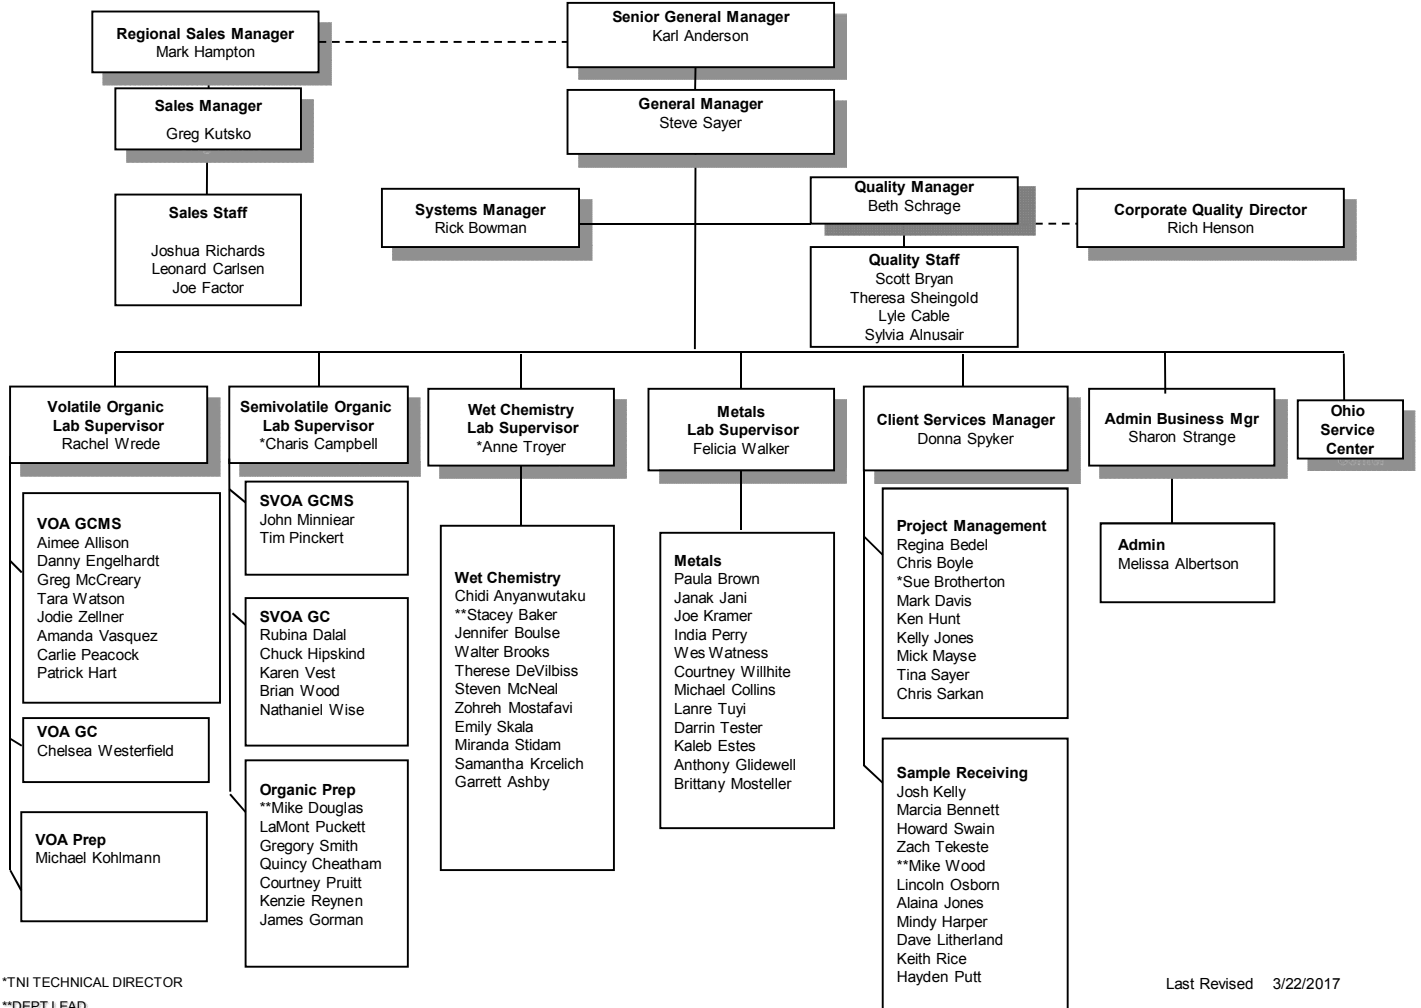 Regional Sales Manager
Mark Hampton
Senior General Manager
Karl Anderson
Sales Manager
Greg Kutsko
General Manager
Steve Sayer
Sales Staff
Joshua Richards
Leonard Carlsen
Joe Factor
Systems Manager
Rick Bowman
Quality Manager
Beth Schrage
Corporate Quality Director
Rich Henson
Quality Staff
Scott Bryan
Theresa Sheingold
Lyle Cable
Sylvia Alnusair
Volatile Organic
Lab Supervisor
Rachel Wrede
Semivolatile Organic
Lab Supervisor
*Charis Campbell
Wet Chemistry
Lab Supervisor
*Anne Troyer
Metals
Lab Supervisor
Felicia Walker
Client Services Manager
Donna Spyker
Admin Business Mgr
Sharon Strange
Ohio
Service
Center
VOA GCMS
Aimee Allison
Danny Engelhardt
Greg McCreary
Tara Watson
Jodie Zellner
Amanda Vasquez
Carlie Peacock
Patrick Hart
VOA GC
Chelsea Westerfield
VOA Prep
Michael Kohlmann
SVOA GCMS
John Minniear
Tim Pinckert
SVOA GC
Rubina Dalal
Chuck Hipskind
Karen Vest
Brian Wood
Nathaniel Wise
Organic Prep
**Mike Douglas
LaMont Puckett
Gregory Smith
Quincy Cheatham
Courtney Pruitt
Kenzie Reynen
James Gorman
Wet Chemistry
Chidi Anyanwutaku
**Stacey Baker
Jennifer Boulse
Walter Brooks
Therese DeVilbiss
Steven McNeal
Zohreh Mostafavi
Emily Skala
Miranda Stidam
Samantha Krcelich
Garrett Ashby
Metals
Paula Brown
Janak Jani
Joe Kramer
India Perry
Wes Watness
Courtney Willhite
Michael Collins
Lanre Tuyi
Darrin Tester
Kaleb Estes
Anthony Glidewell
Brittany Mosteller
Project Management
Regina Bedel
Chris Boyle
*Sue Brotherton
Mark Davis
Ken Hunt
Kelly Jones
Mick Mayse
Tina Sayer
Chris Sarkan
Sample Receiving
Josh Kelly
Marcia Bennett
Howard Swain
Zach Tekeste
**Mike Wood
Lincoln Osborn
Alaina Jones
Mindy Harper
Dave Litherland
Keith Rice
Hayden Putt
Admin
Melissa Albertson
*TNI TECHNICAL DIRECTOR
**DEPT LEAD
Last Revised 3/22/2017